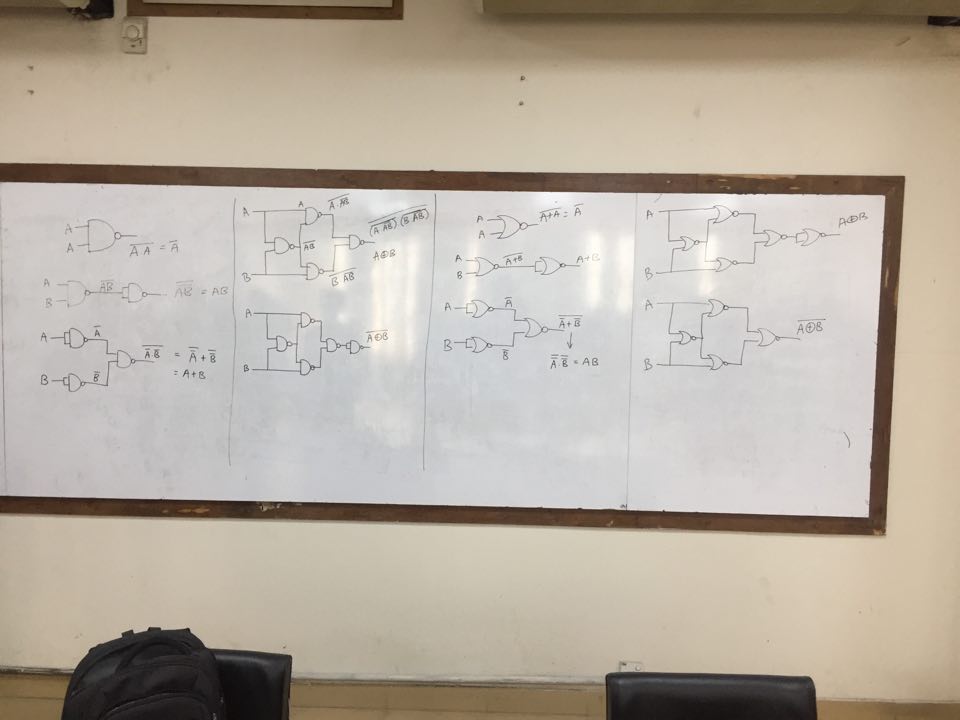 A
A
A̅ ̅A̅ = A̅
A
B
A̅B̅
A̅B̅ = AB
A
A̅
B
B̅
A̅̅.̅B̅̅ = A̅̅ + B̅̅
= A+B
A
B
A
A̅ ̅.̅ ̅A̅̅B̅̅
A̅B̅
B̅ ̅A̅̅B̅̅
(A̅ ̅A̅̅B̅̅)̅.̅(̅B̅ ̅A̅̅B̅̅)
A⊕B
A
B
A̅⊕̅B̅
A
A
A̅+̅A̅ = A̅
A
B
A̅+̅B̅
A+B
A
A̅
B
B̅
A̅̅ ̅+̅ ̅B̅̅
↓
A̅̅.B̅̅ = AB
A
B
A⊕B
A
B
A̅⊕̅B̅